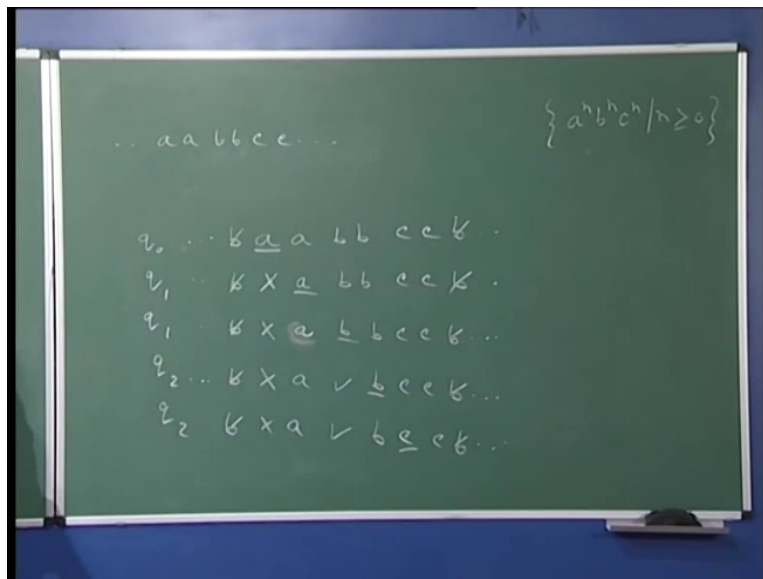 { aⁿbⁿcⁿ / n ≥ 0 }
.. a a b b c c ...
q₀ ... ƀ a a b b c c ƀ ..
q₁ .. ƀ X a b b c c ƀ .
q₁ ƀ X a b b c c ƀ ...
q₂ ... ƀ X a ✓ b c c ƀ ...
q₂ ƀ X a ✓ b c c ƀ ...